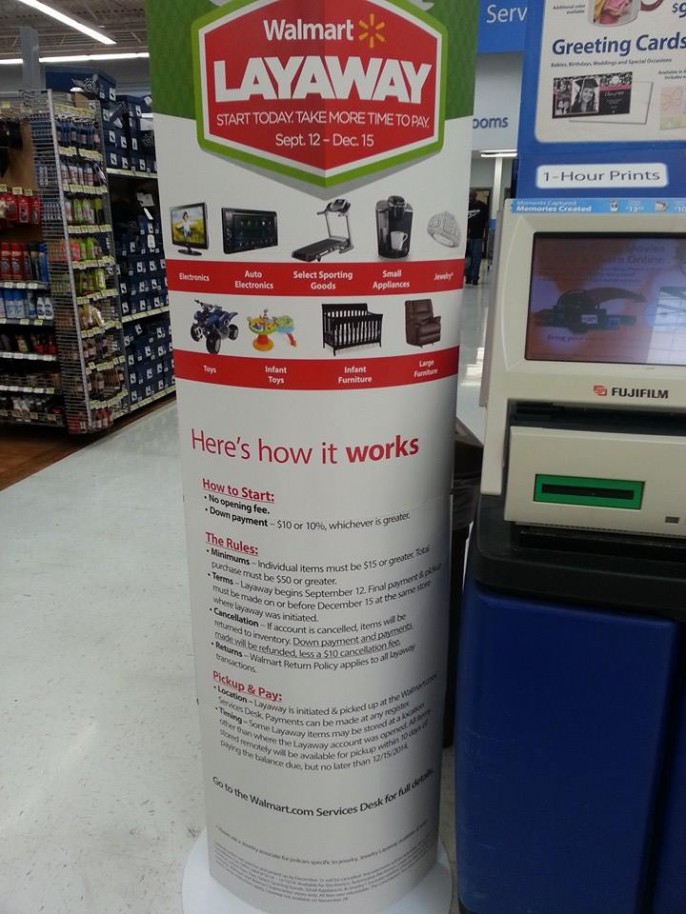 Walmart
LAYAWAY
START TODAY. TAKE MORE TIME TO PAY.
Sept. 12 – Dec. 15
Electronics
Auto
Electronics
Select Sporting
Goods
Small
Appliances
Jewelry*
Toys
Infant
Toys
Infant
Furniture
Large
Furniture
Here's how it works
How to Start:
• No opening fee.
• Down payment – $10 or 10%, whichever is greater.
The Rules:
• Minimums – Individual items must be $15 or greater. Total
purchase must be $50 or greater.
• Terms – Layaway begins September 12. Final payment & pickup
must be made on or before December 15 at the same store
where layaway was initiated.
• Cancellation – If account is cancelled, items will be
returned to inventory. Down payment and payments
made will be refunded, less a $10 cancellation fee.
• Returns – Walmart Return Policy applies to all layaway
transactions.
Pickup & Pay:
• Location – Layaway is initiated & picked up at the Walmart.com
Services Desk. Payments can be made at any register.
• Timing – Some Layaway items may be stored at a location
other than where the Layaway account was opened. All items
stored remotely will be available for pickup within 10 days of
paying the balance due, but no later than 12/15/2014.
Go to the Walmart.com Services Desk for full details.
Serv
ooms
Greeting Cards
Babies, Birthdays, Weddings and Special Occasions
1-Hour Prints
Memories Created
FUJIFILM